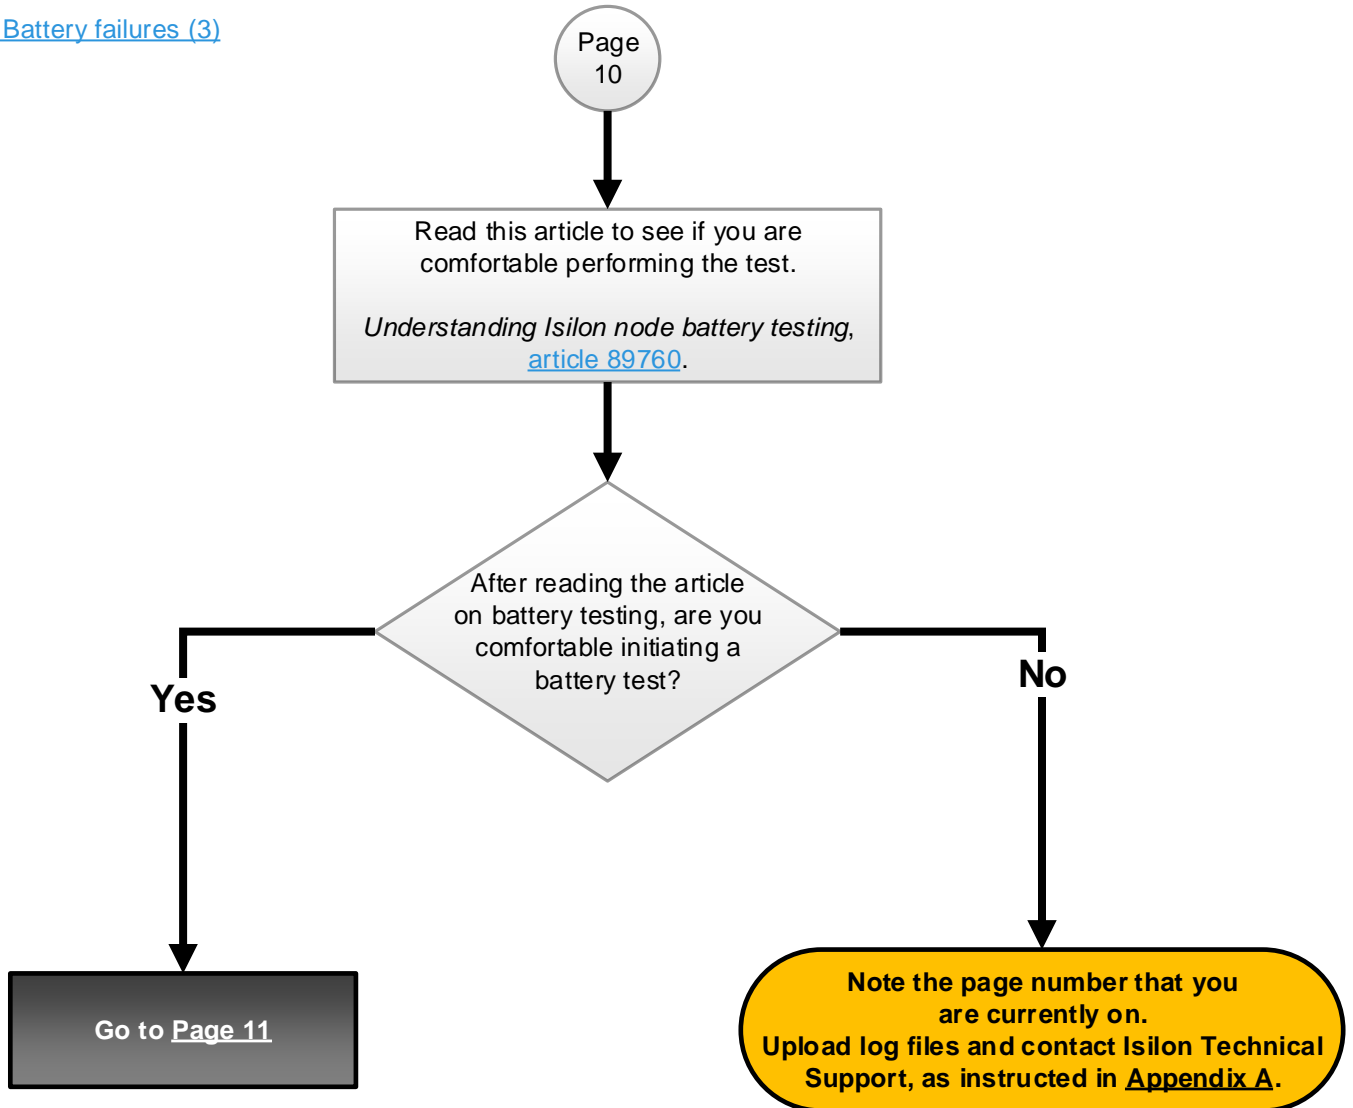 Battery failures (3)
Page
10
Read this article to see if you are
comfortable performing the test.
Understanding Isilon node battery testing,
article 89760.
After reading the article
on battery testing, are you
comfortable initiating a
battery test?
Yes
No
Go to Page 11
Note the page number that you
are currently on.
Upload log files and contact Isilon Technical
Support, as instructed in Appendix A.